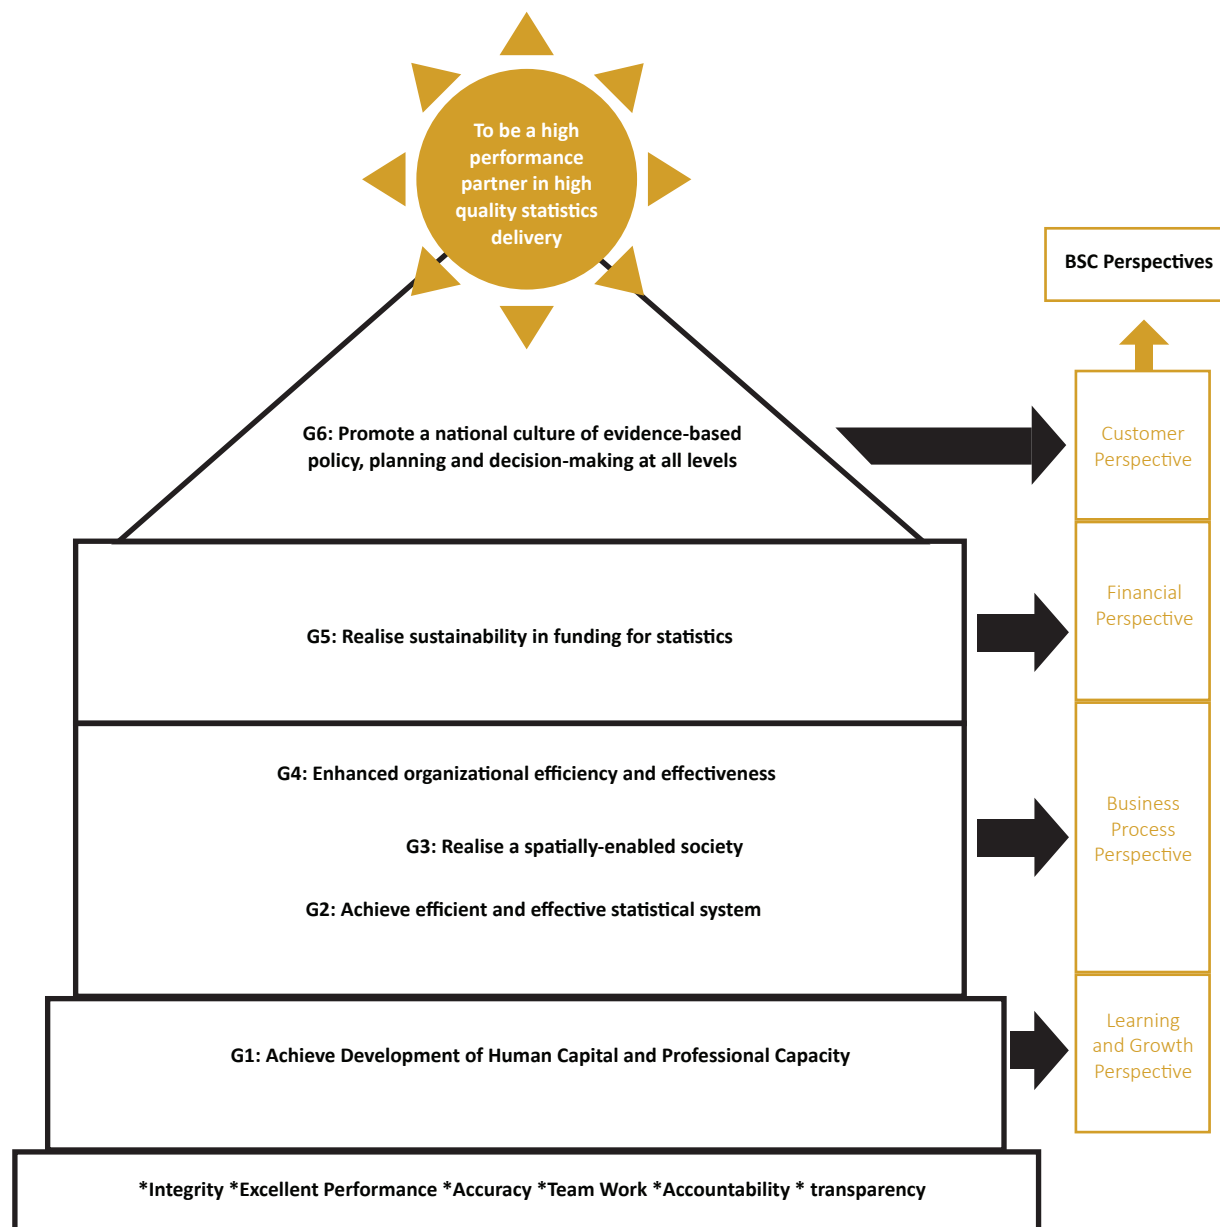 To be a high
performance
partner in high
quality statistics
delivery
BSC Perspectives
G6: Promote a national culture of evidence-based
policy, planning and decision-making at all levels
Customer
Perspective
G5: Realise sustainability in funding for statistics
Financial
Perspective
G4: Enhanced organizational efficiency and effectiveness
G3: Realise a spatially-enabled society
G2: Achieve efficient and effective statistical system
Business
Process
Perspective
G1: Achieve Development of Human Capital and Professional Capacity
Learning
and Growth
Perspective
*Integrity *Excellent Performance *Accuracy *Team Work *Accountability * transparency